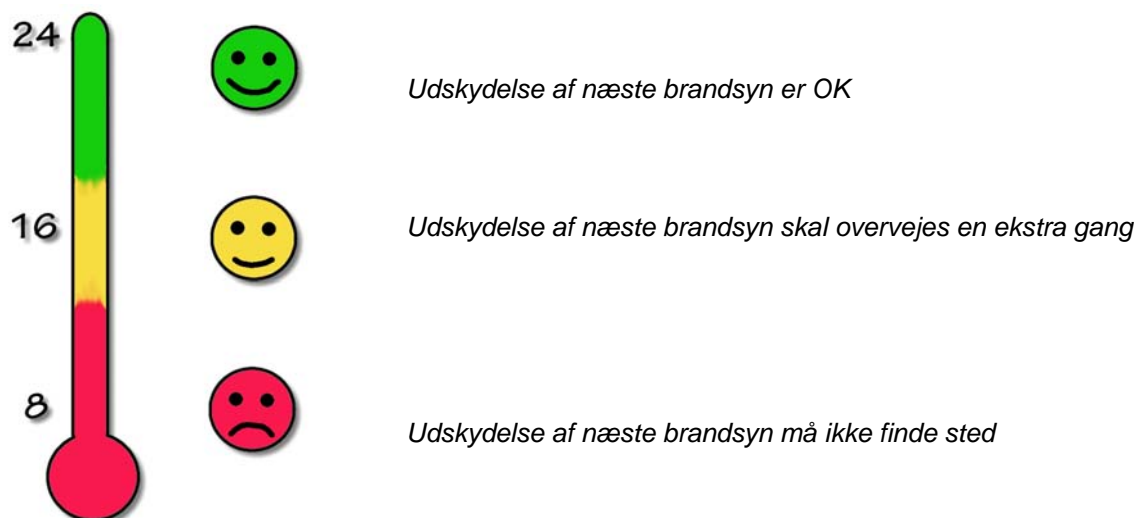 24
Udskydelse af næste brandsyn er OK
16
Udskydelse af næste brandsyn skal overvejes en ekstra gang
8
Udskydelse af næste brandsyn må ikke finde sted